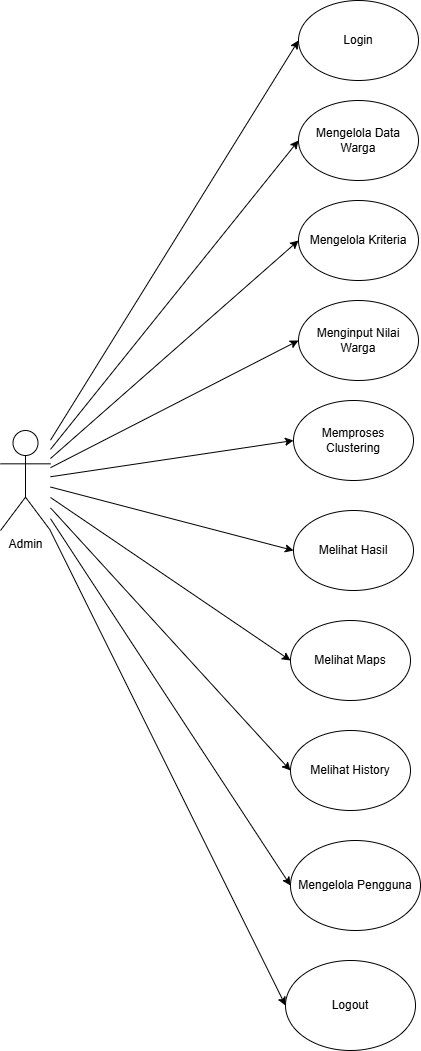 Login
Mengelola Data
Warga
Mengelola Kriteria
Menginput Nilai
Warga
Memproses
Clustering
Admin
Melihat Hasil
Melihat Maps
Melihat History
Mengelola Pengguna
Logout